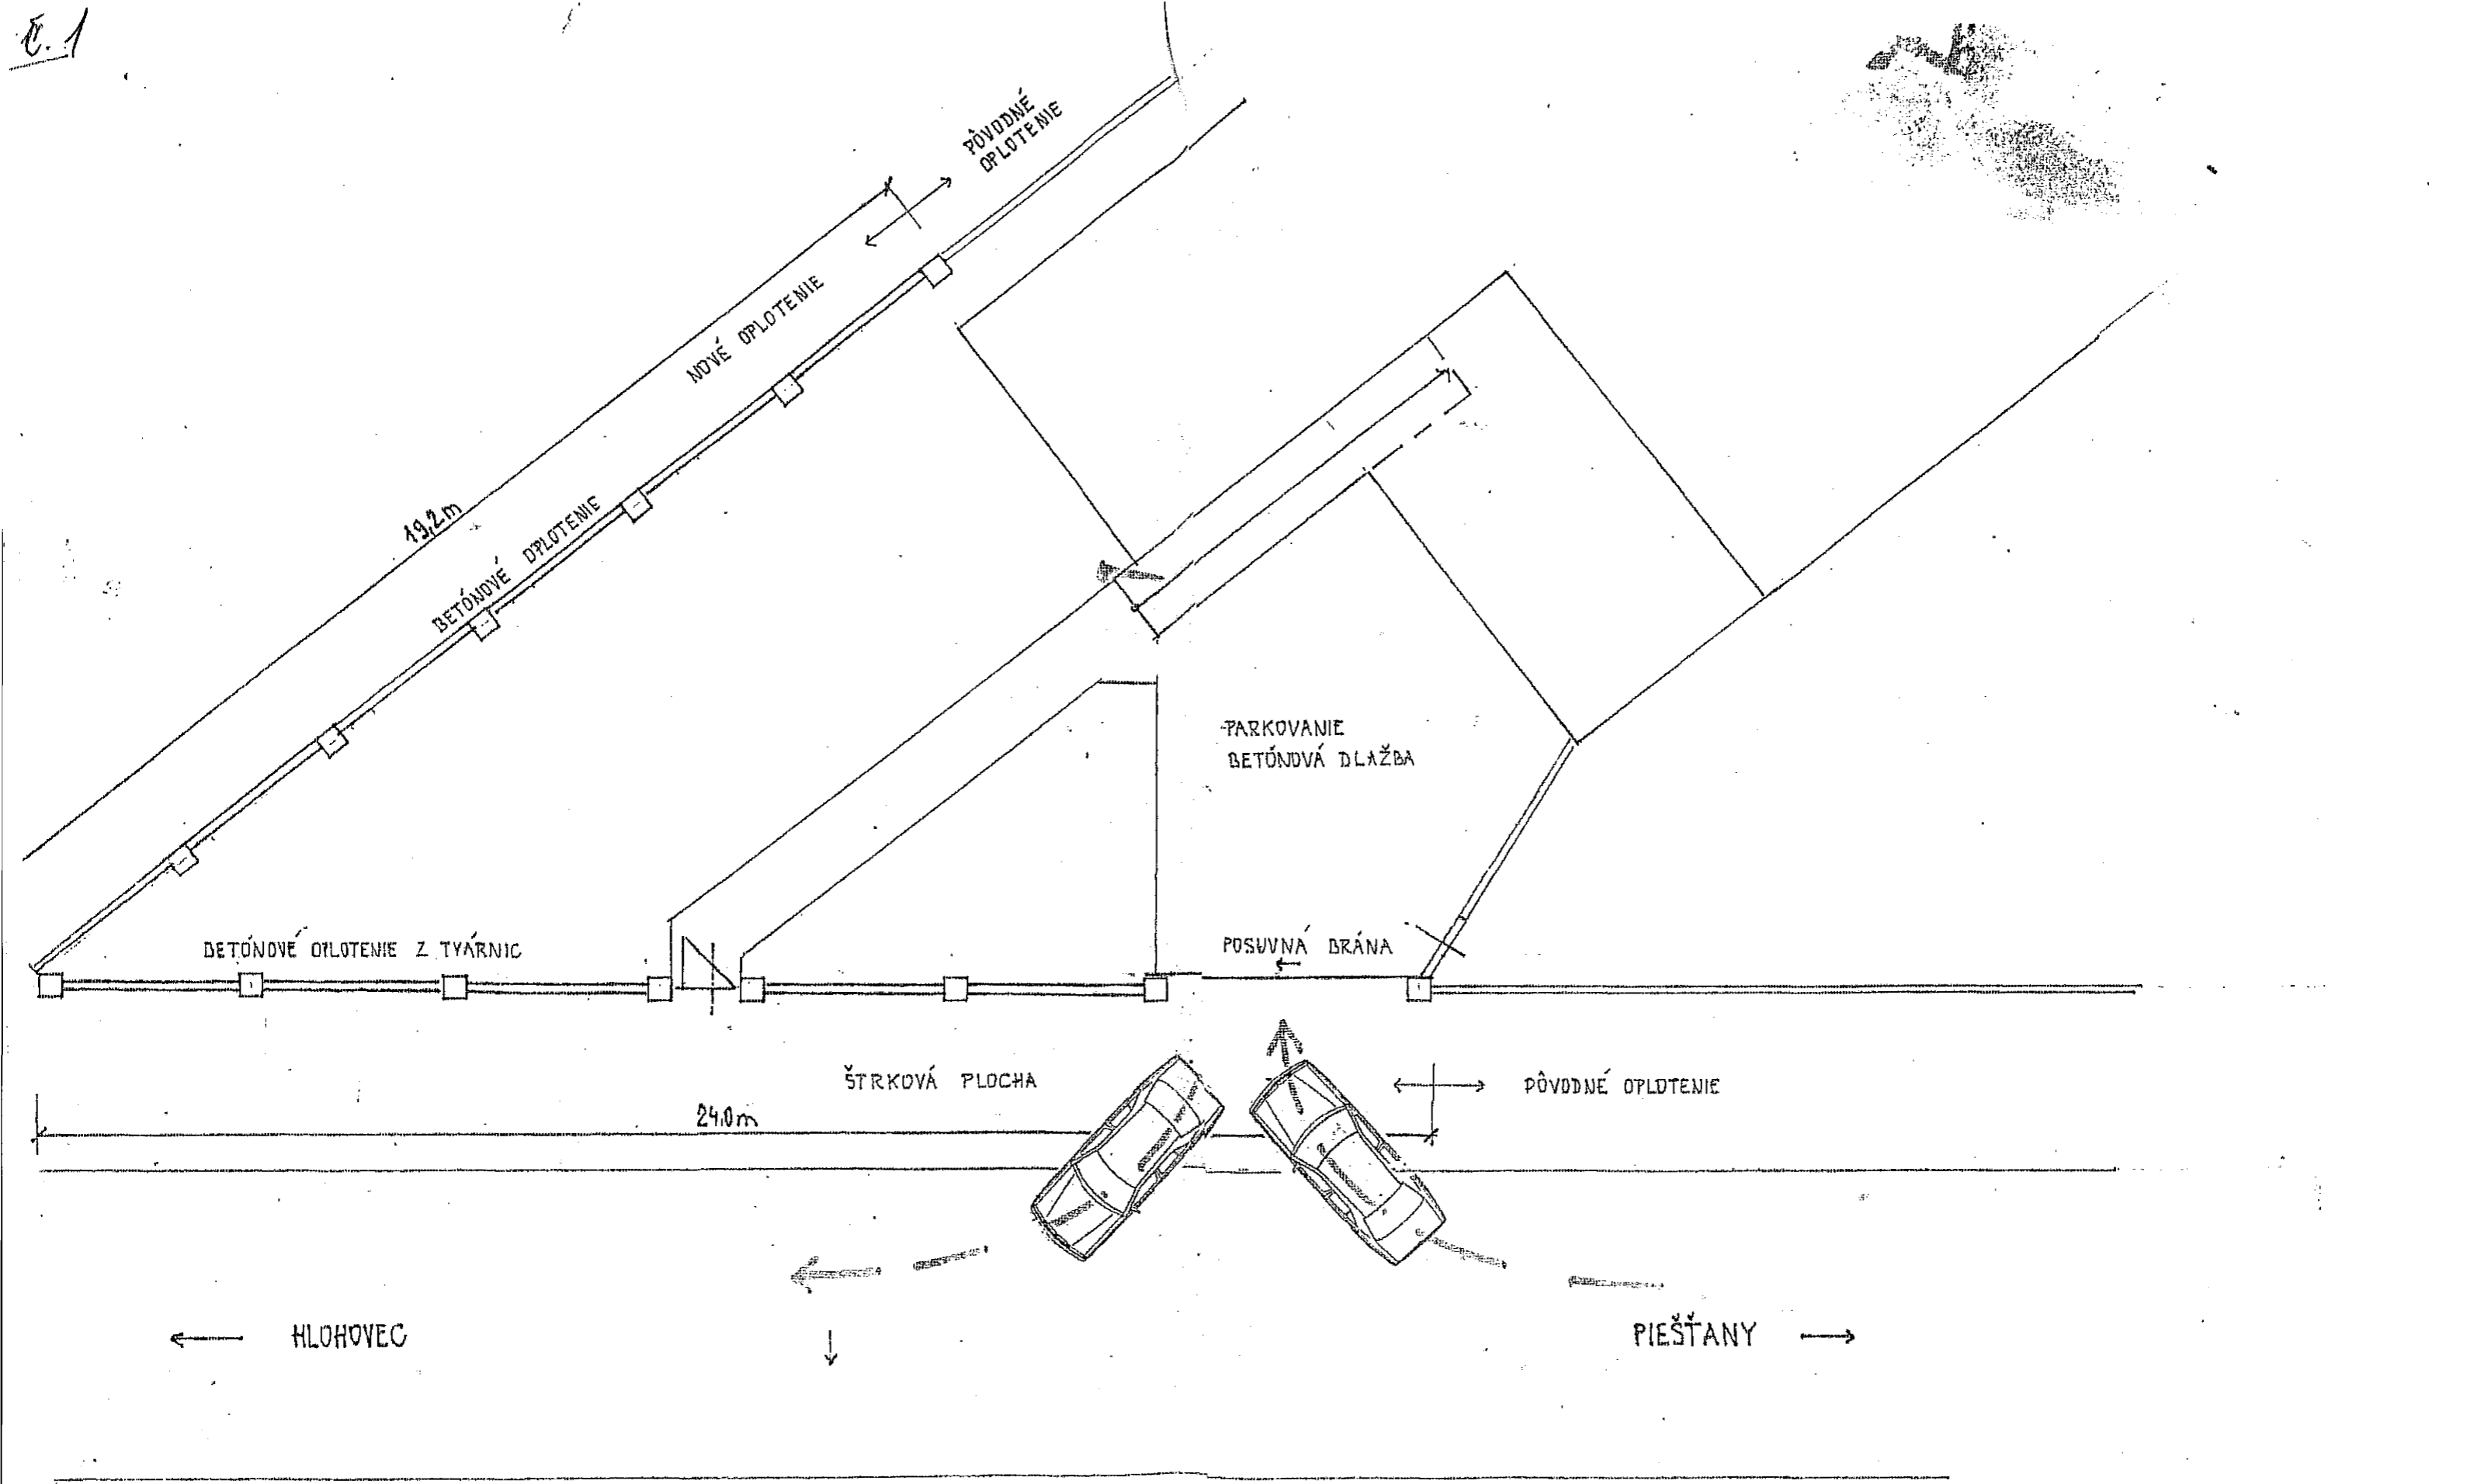 Č. 1
PÔVODNÉ
OPLOTENIE
NOVÉ OPLOTENIE
19,2m
BETÓNOVÉ OPLOTENIE
PARKOVANIE
BETÓNOVÁ DLAŽBA
BETÓNOVÉ OPLOTENIE Z TVÁRNIC
POSUVNÁ BRÁNA
ŠTRKOVÁ PLOCHA
PÔVODNÉ OPLOTENIE
24,0m
HLOHOVEC
PIEŠŤANY